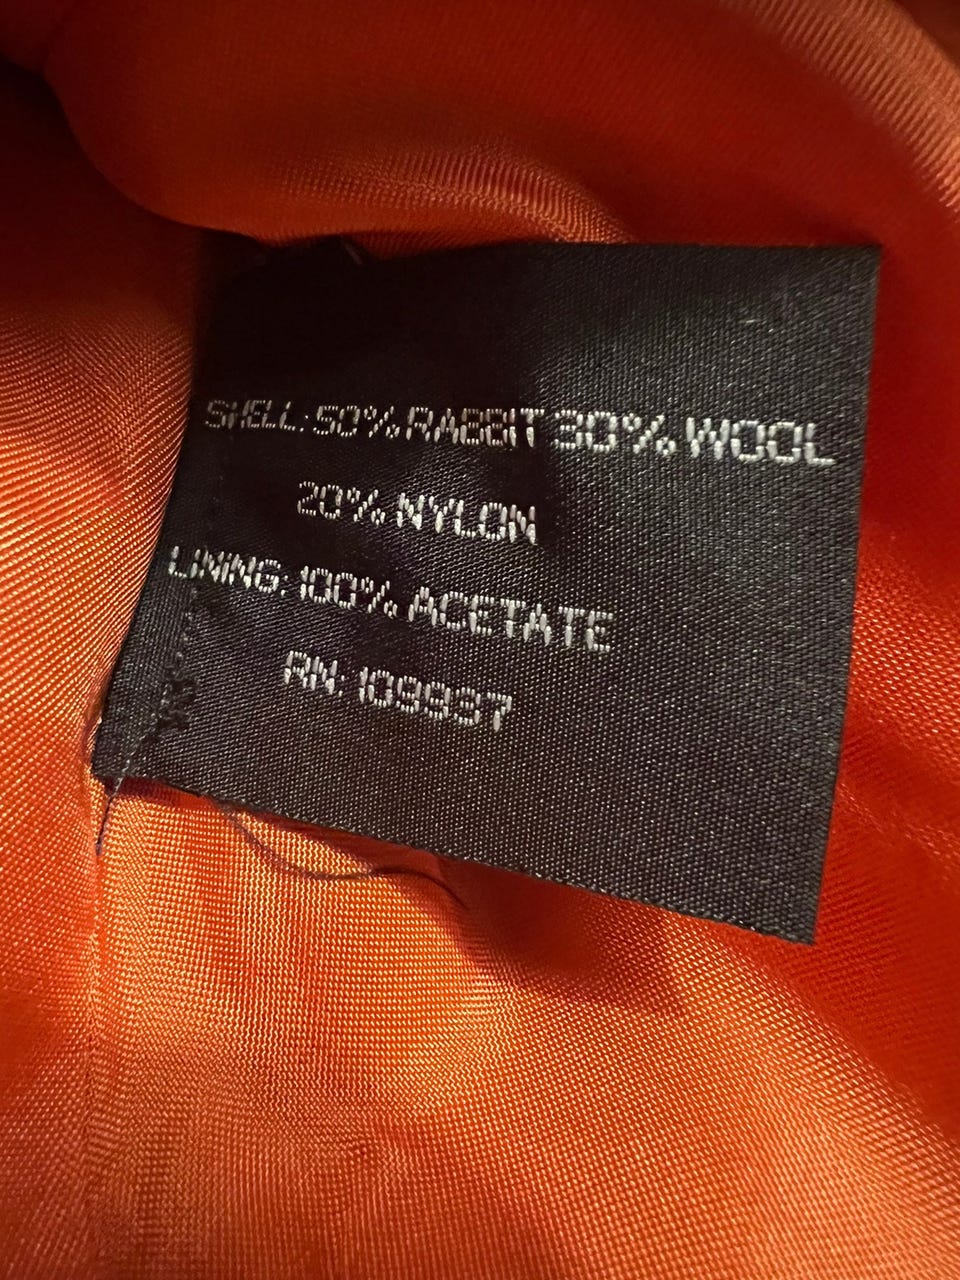 SHELL: 50% RABBIT 30% WOOL
20% NYLON
LINING: 100% ACETATE
RN: 109937